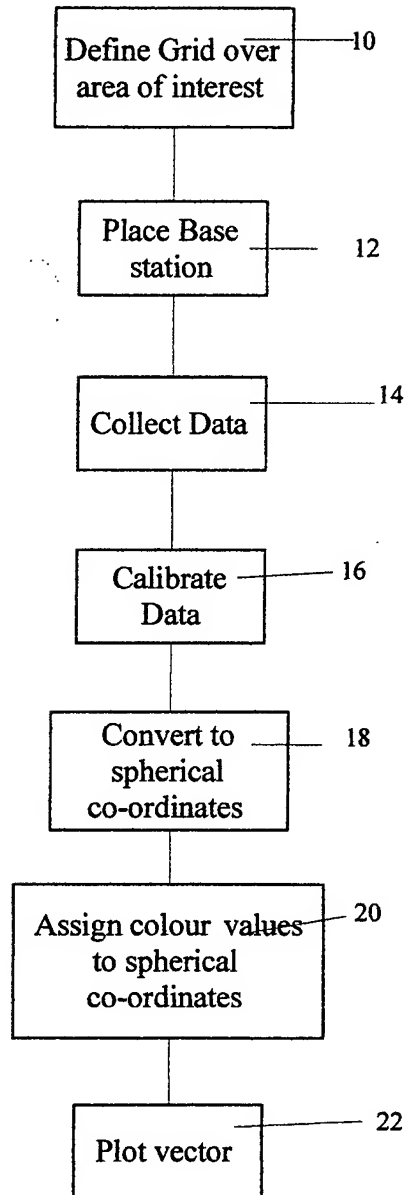 Define Grid over
area of interest
10
Place Base
station
12
Collect Data
14
Calibrate
Data
16
Convert to
spherical
co-ordinates
18
Assign colour values
to spherical
co-ordinates
20
Plot vector
22